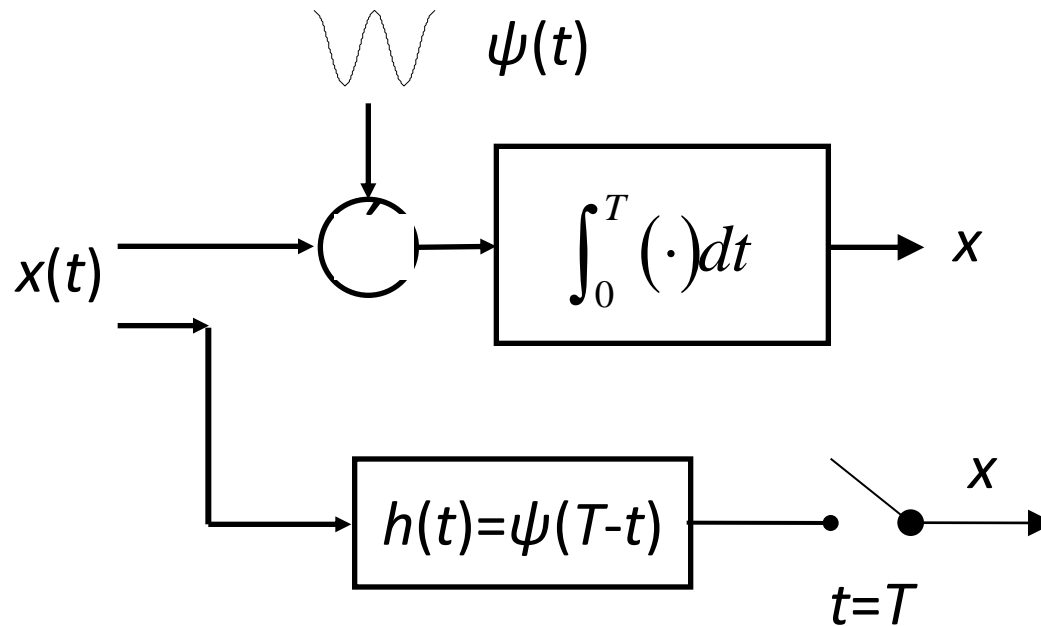 ψ(t)
x(t)
∫₀ᵀ (·)dt
x
h(t)=ψ(T-t)
x
t=T